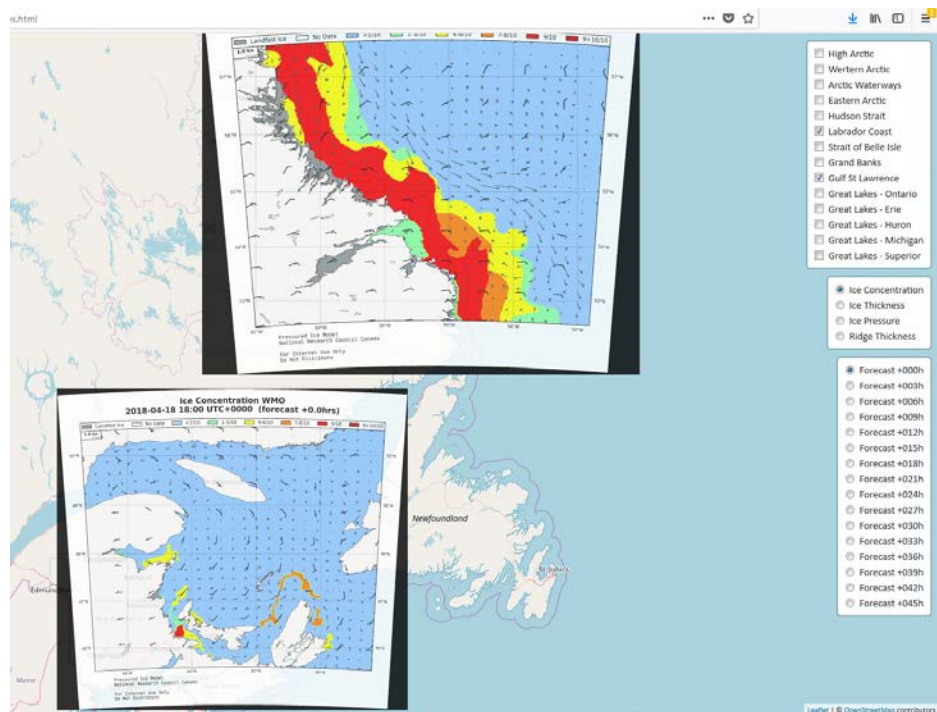 ex.html
Landfast Ice No Data <1/10 1-3/10 4-6/10 7-8/10 9/10 9+-10/10
Pressured Ice Model
National Research Council Canada
For Internal Use Only
Do Not Distribute
High Arctic
Wertern Arctic
Arctic Waterways
Eastern Arctic
Hudson Strait
Labrador Coast
Strait of Belle Isle
Grand Banks
Gulf St Lawrence
Great Lakes - Ontario
Great Lakes - Erie
Great Lakes - Huron
Great Lakes - Michigan
Great Lakes - Superior
Ice Concentration
Ice Thickness
Ice Pressure
Ridge Thickness
Forecast +000h
Forecast +003h
Forecast +006h
Forecast +009h
Forecast +012h
Forecast +015h
Forecast +018h
Forecast +021h
Forecast +024h
Forecast +027h
Forecast +030h
Forecast +033h
Forecast +036h
Forecast +039h
Forecast +042h
Forecast +045h
Ice Concentration WMO
2018-04-18 18:00 UTC+0000 (forecast +0.0hrs)
Landfast Ice No Data <1/10 1-3/10 4-6/10 7-8/10 9/10 9+-10/10
Newfoundland
St John's
Maine
Pressured Ice Model
National Research Council Canada
For Internal Use Only
Do Not Distribute
Leaflet | © OpenStreetMap contributors